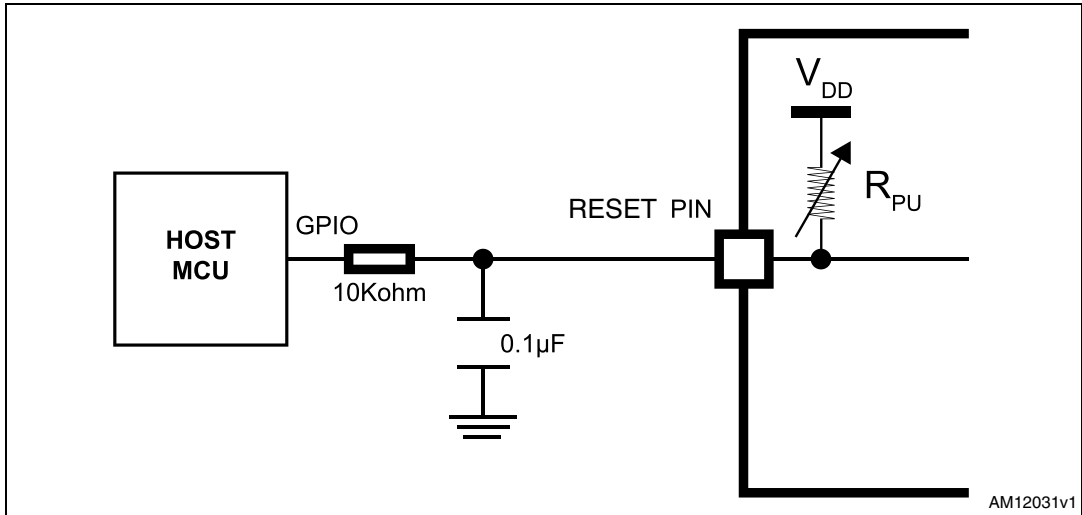 V DD
R PU
RESET PIN
GPIO
HOST
MCU
10Kohm
0.1µF
AM12031v1